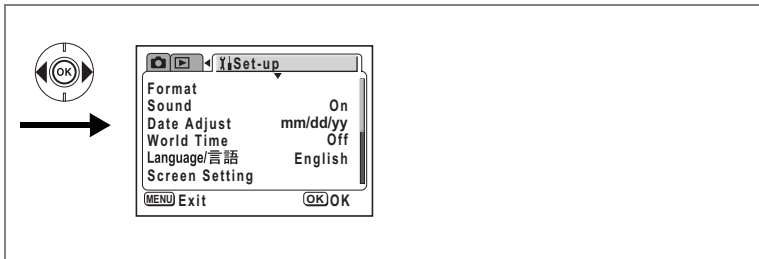 OK
Set-up
Format
Sound On
Date Adjust mm/dd/yy
World Time Off
Language/言語 English
Screen Setting
MENU Exit OK OK